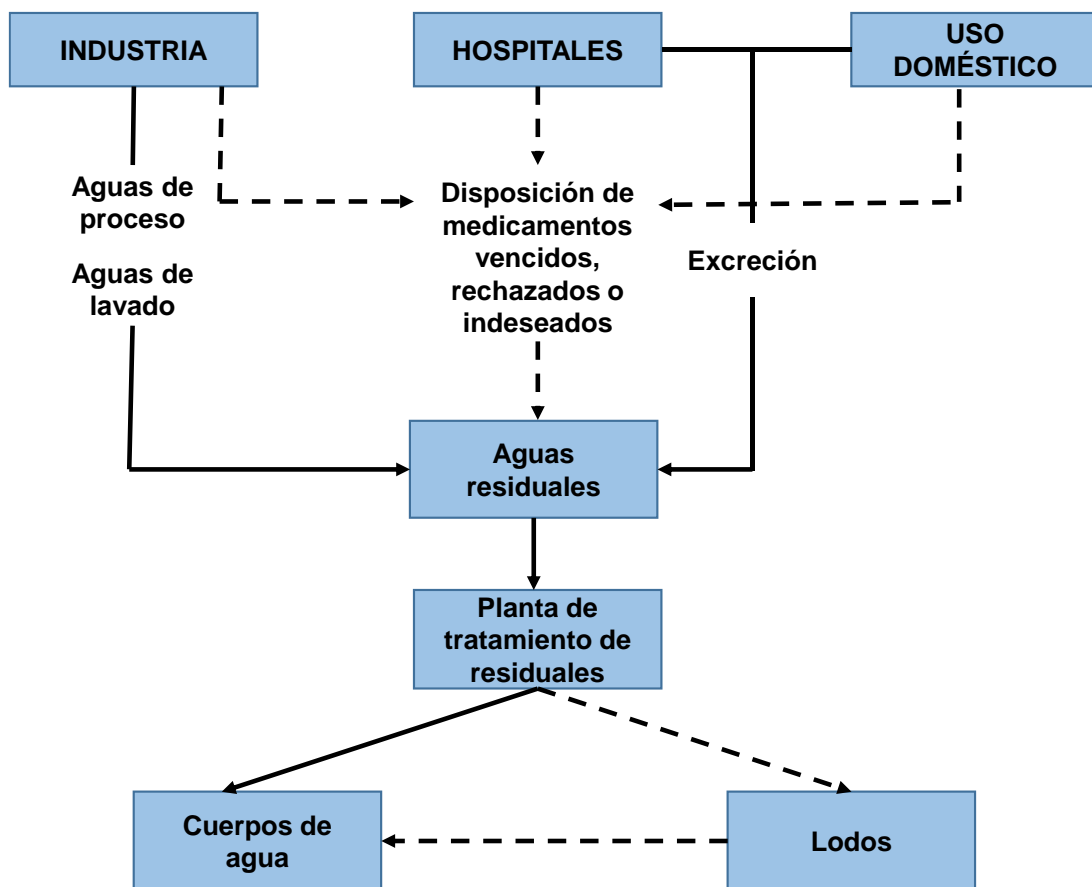 INDUSTRIA
HOSPITALES
USO
DOMÉSTICO
Aguas de
proceso
Aguas de
lavado
Disposición de
medicamentos
vencidos,
rechazados o
indeseados
Excreción
Aguas
residuales
Planta de
tratamiento de
residuales
Cuerpos de
agua
Lodos